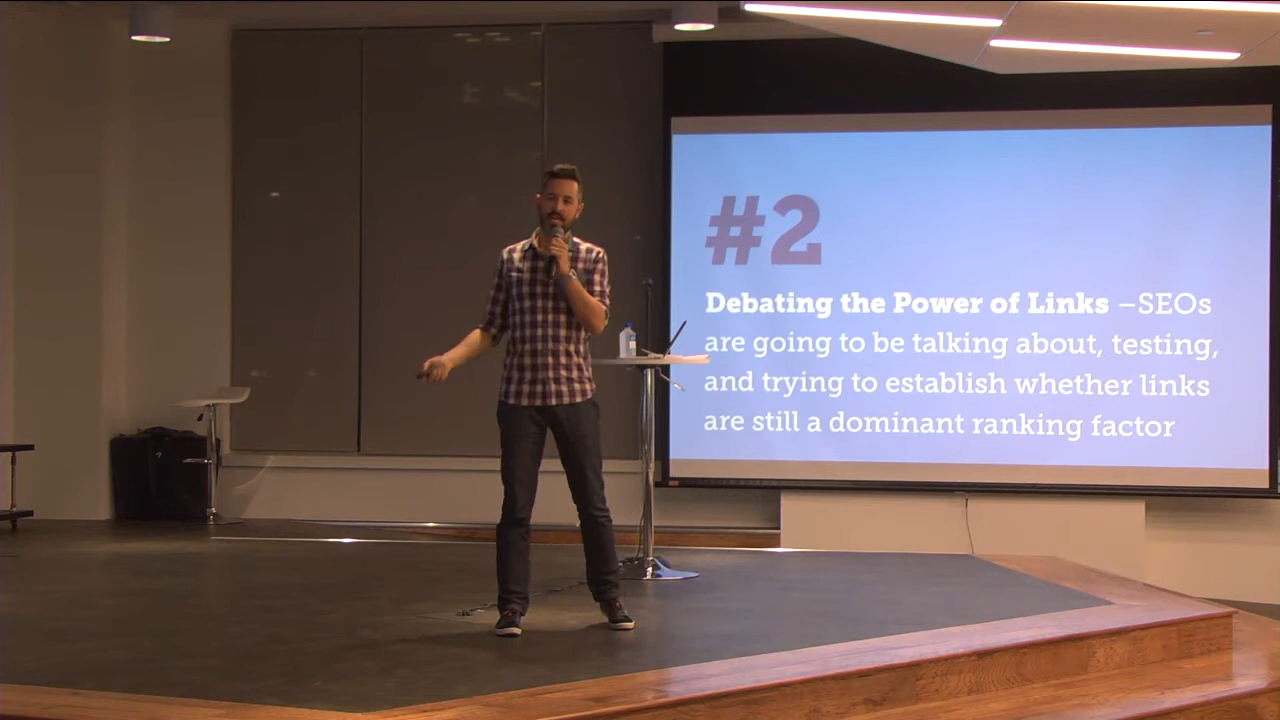 #2
Debating the Power of Links –SEOs
are going to be talking about, testing,
and trying to establish whether links
are still a dominant ranking factor